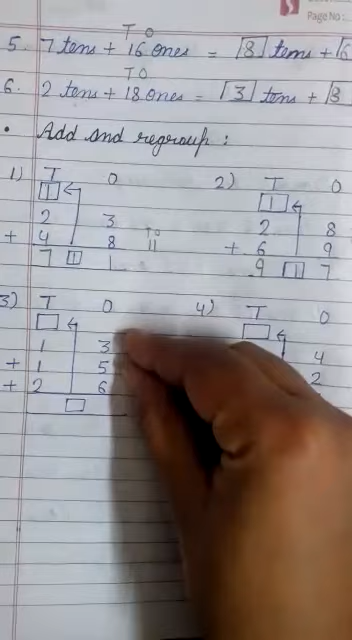 Page No:
T O
5. 7 tens + 16 ones = 8 tens + 6
T O
6. 2 tens + 18 ones = 3 tens + 8
• Add and regroup :
1) T O 2) T O
1 1
2 3 T O 2 8
+ 4 8 11 + 6 9
7 1 1 9 1 7
3) T O 4) T O
1 3 4
+ 1 5 2
+ 2 6